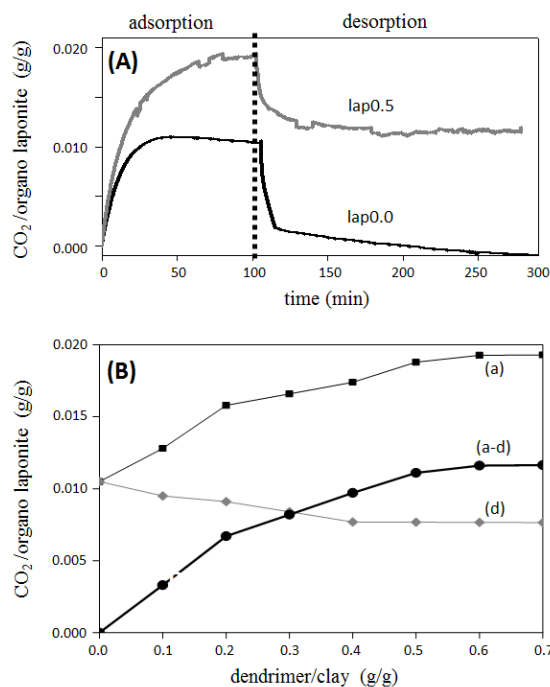 adsorption desorption
(A)
CO2/organo laponite (g/g)
0.020
0.010
0.000
lap0.5
lap0.0
0 50 100 150 200 250 300
time (min)
(B)
CO2/organo laponite (g/g)
0.020
0.015
0.010
0.005
0.000
(a)
(a-d)
(d)
0.0 0.1 0.2 0.3 0.4 0.5 0.6 0.7
dendrimer/clay (g/g)